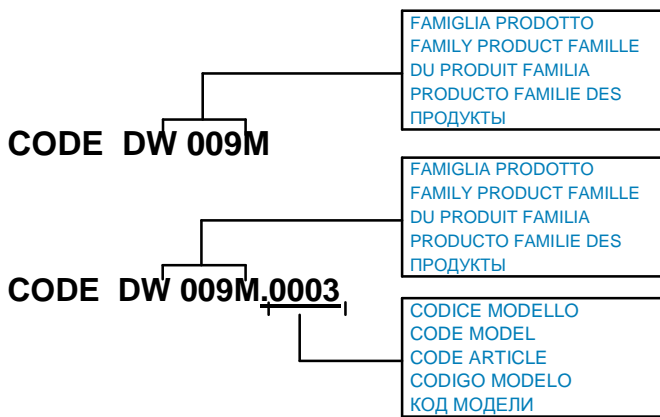 FAMIGLIA PRODOTTO
FAMILY PRODUCT FAMILLE
DU PRODUIT FAMILIA
PRODUCTO FAMILIE DES
ПРОДУКТЫ
CODE DW 009M
FAMIGLIA PRODOTTO
FAMILY PRODUCT FAMILLE
DU PRODUIT FAMILIA
PRODUCTO FAMILIE DES
ПРОДУКТЫ
CODE DW 009M.0003
CODICE MODELLO
CODE MODEL
CODE ARTICLE
CODIGO MODELO
КОД МОДЕЛИ